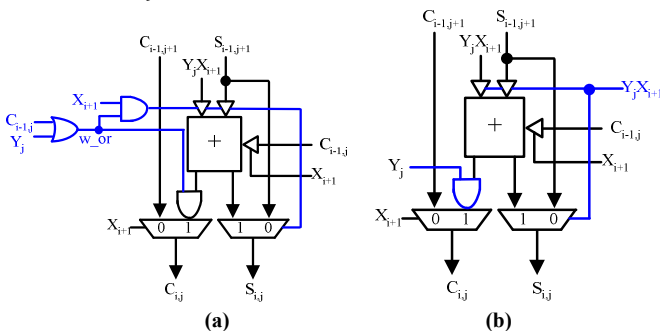 C_{i-1,j+1} S_{i-1,j+1}
Y_jX_{i+1}
X_{i+1}
C_{i-1,j}
Y_j
w_or
+
C_{i-1,j}
X_{i+1}
X_{i+1} 0 1 1 0
C_{i,j} S_{i,j}
(a)
C_{i-1,j+1} S_{i-1,j+1}
Y_jX_{i+1}
Y_jX_{i+1}
+
C_{i-1,j}
X_{i+1}
Y_j
X_{i+1} 0 1 1 0
C_{i,j} S_{i,j}
(b)